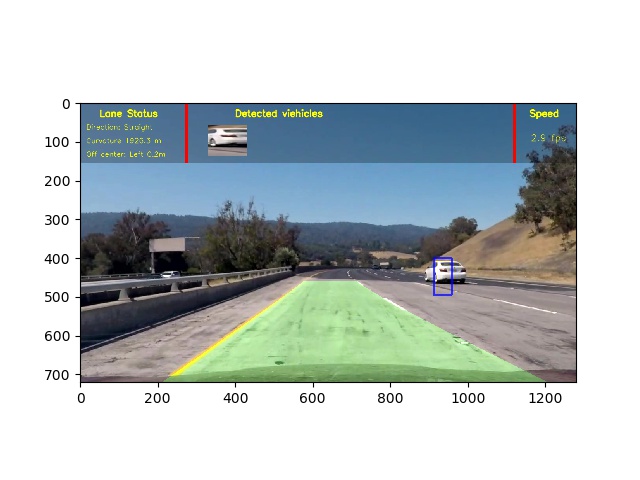 Lane Status
Detected viehicles
Speed
Direction: Straight
Curvature 1820.3 m
Off center: Left 0.2m
2.9 fps
0
100
200
300
400
500
600
700
0
200
400
600
800
1000
1200